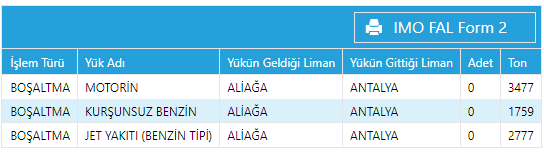 IMO FAL Form 2
İşlem Türü Yük Adı Yükün Geldiği Liman Yükün Gittiği Liman Adet Ton
BOŞALTMA MOTORİN ALİAĞA ANTALYA 0 3477
BOŞALTMA KURŞUNSUZ BENZİN ALİAĞA ANTALYA 0 1759
BOŞALTMA JET YAKITI (BENZİN TİPİ) ALİAĞA ANTALYA 0 2777